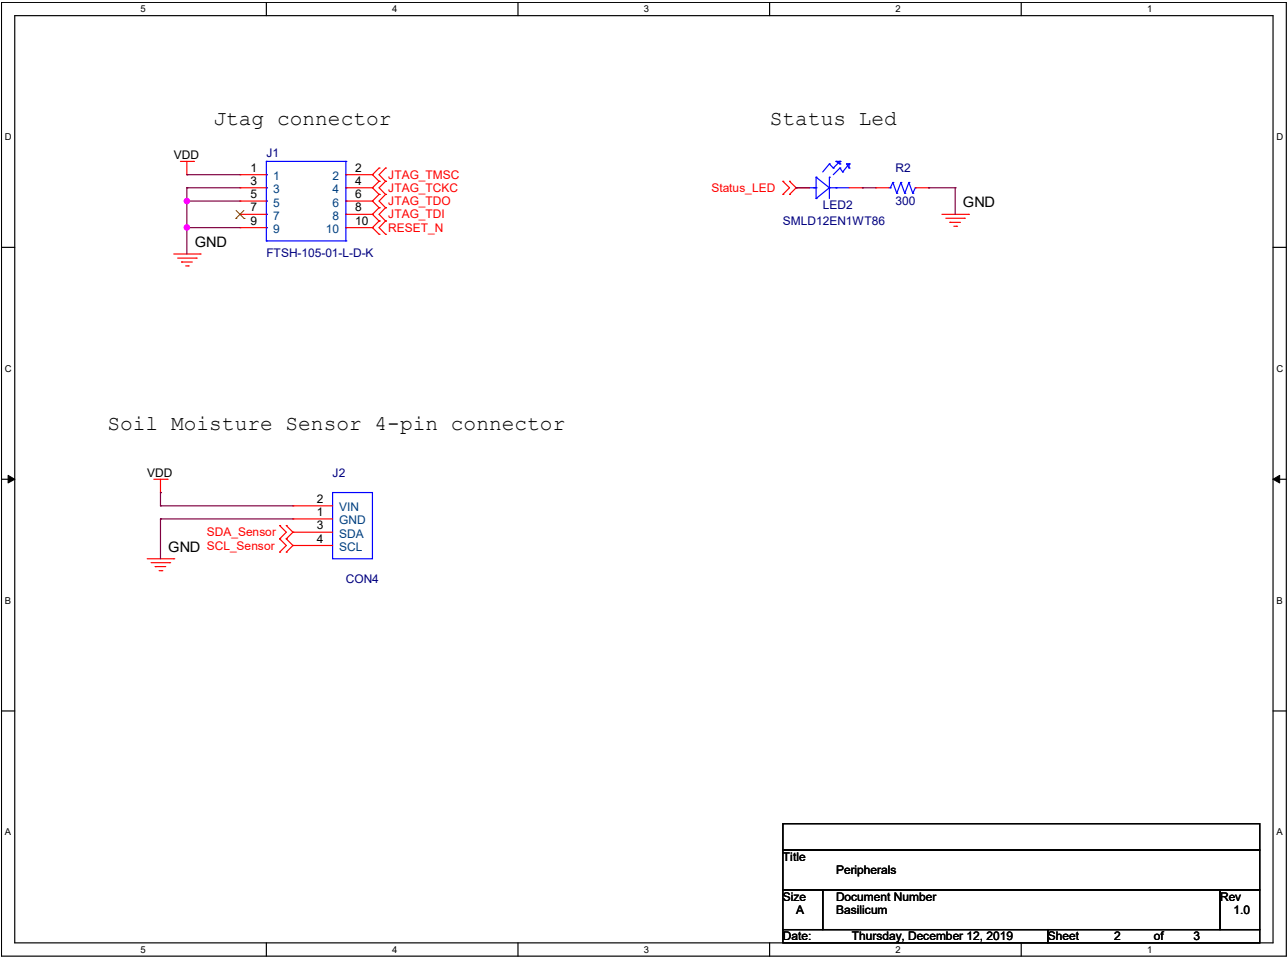 5 4 3 2 1
D D
C C
B B
A A
Jtag connector
VDD
J1
1 1 2 2 JTAG_TMSC
3 3 4 4 JTAG_TCKC
5 5 6 6 JTAG_TDO
7 7 8 8 JTAG_TDI
9 9 10 10 RESET_N
GND
FTSH-105-01-L-D-K
Status Led
Status_LED
LED2
SMLD12EN1WT86
R2
300
GND
Soil Moisture Sensor 4-pin connector
VDD
J2
2 VIN
1 GND
SDA_Sensor 3 SDA
GND SCL_Sensor 4 SCL
CON4
Title
Peripherals
Size Document Number Rev
A Basilicum 1.0
Date: Thursday, December 12, 2019 Sheet 2 of 3
5 4 3 2 1